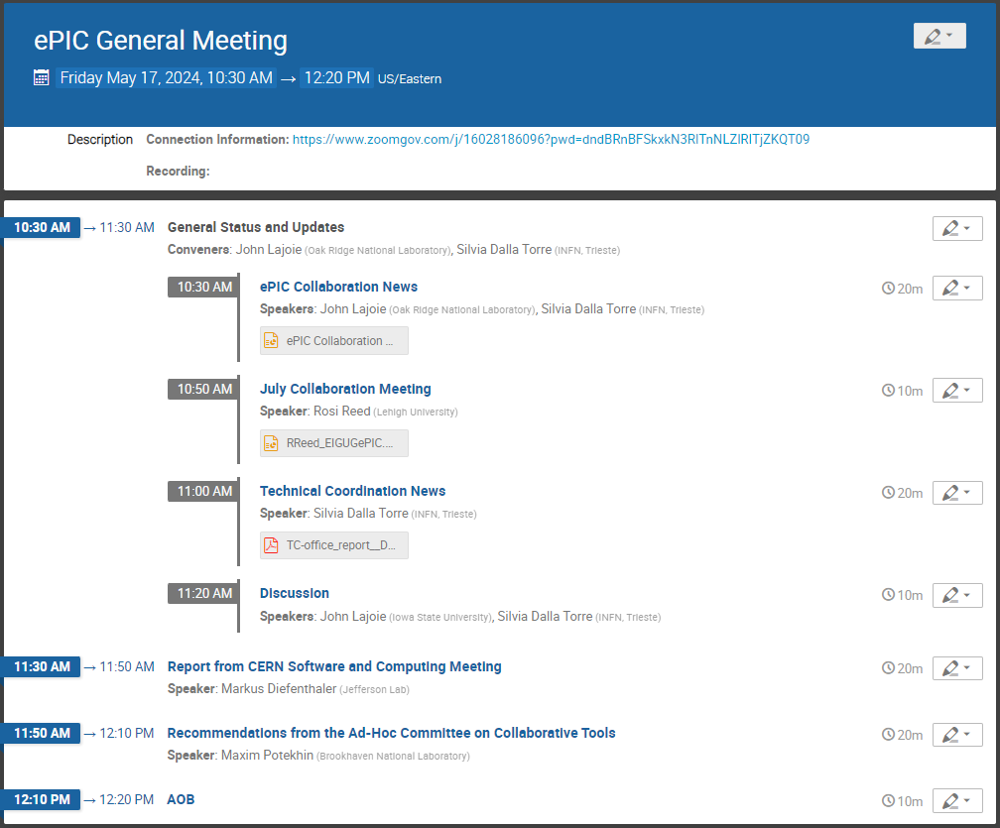 ePIC General Meeting
Friday May 17, 2024, 10:30 AM → 12:20 PM US/Eastern
Description Connection Information: https://www.zoomgov.com/j/16028186096?pwd=dndBRnBFSkxkN3RITnNLZlRITjZKQT09
Recording:
10:30 AM → 11:30 AM General Status and Updates
Conveners: John Lajoie (Oak Ridge National Laboratory), Silvia Dalla Torre (INFN, Trieste)
10:30 AM ePIC Collaboration News 20m
Speakers: John Lajoie (Oak Ridge National Laboratory), Silvia Dalla Torre (INFN, Trieste)
ePIC Collaboration ...
10:50 AM July Collaboration Meeting 10m
Speaker: Rosi Reed (Lehigh University)
RReed_EIGUGePIC....
11:00 AM Technical Coordination News 20m
Speaker: Silvia Dalla Torre (INFN, Trieste)
TC-office_report__D...
11:20 AM Discussion 10m
Speakers: John Lajoie (Iowa State University), Silvia Dalla Torre (INFN, Trieste)
11:30 AM → 11:50 AM Report from CERN Software and Computing Meeting 20m
Speaker: Markus Diefenthaler (Jefferson Lab)
11:50 AM → 12:10 PM Recommendations from the Ad-Hoc Committee on Collaborative Tools 20m
Speaker: Maxim Potekhin (Brookhaven National Laboratory)
12:10 PM → 12:20 PM AOB 10m